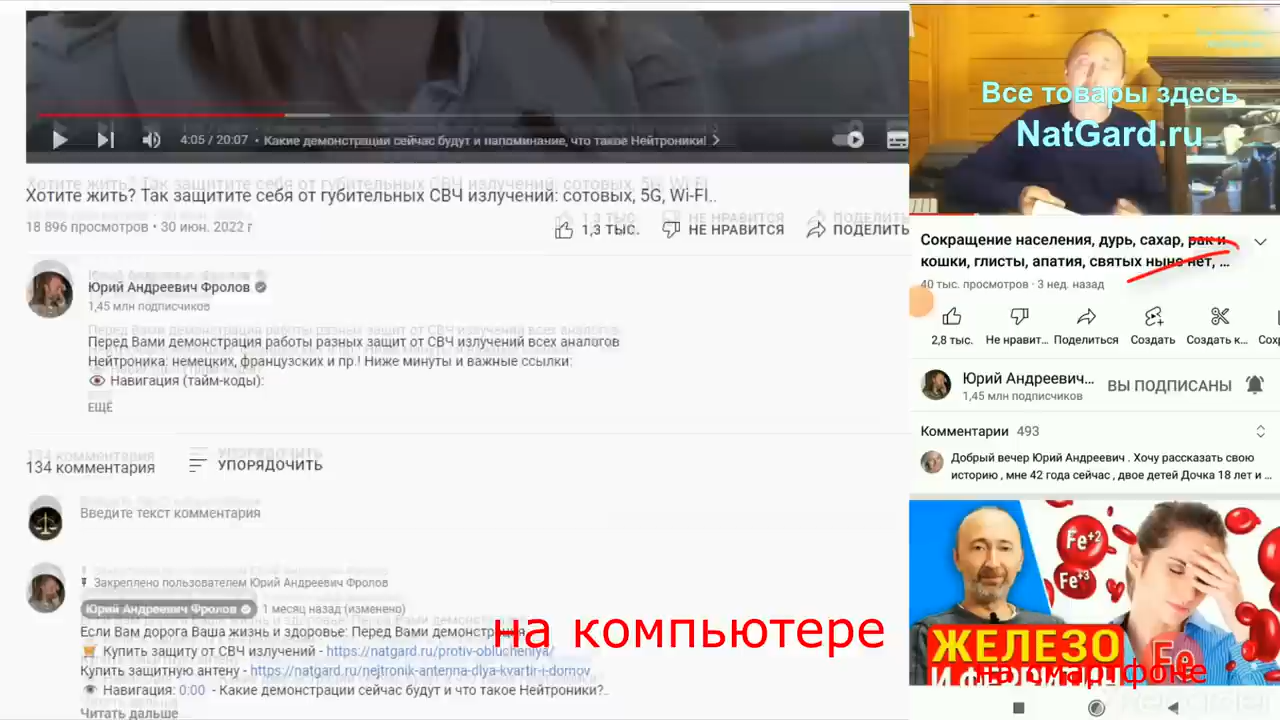 4:05 / 20:07 • Какие демонстрации сейчас будут и напоминание, что такое Нейтроники!
Хотите жить? Так защитите себя от губительных СВЧ излучений: сотовых, 5G, Wi-FI..
18 896 просмотров • 30 июн. 2022 г
1,3 ТЫС.
НЕ НРАВИТСЯ
ПОДЕЛИТЬ
Юрий Андреевич Фролов
1,45 млн подписчиков
Перед Вами демонстрация работы разных защит от СВЧ излучений всех аналогов
Нейтроника: немецких, французских и пр.! Ниже минуты и важные ссылки:
Навигация (тайм-коды):
ЕЩЁ
134 комментария
УПОРЯДОЧИТЬ
Введите текст комментария
Закреплено пользователем Юрий Андреевич Фролов
Юрий Андреевич Фролов
1 месяц назад (изменено)
Если Вам дорога Ваша жизнь и здоровье: Перед Вами демонстрация
Купить защиту от СВЧ излучений - https://natgard.ru/protiv-oblucheniya/
Купить защитную антену - https://natgard.ru/nejtronik-antenna-dlya-kvartir-i-domov
Навигация: 0:00 - Какие демонстрации сейчас будут и что такое Нейтроники?..
Читать дальше
на компьютере
Все товары здесь
NatGard.ru
Сокращение населения, дурь, сахар, рак и
кошки, глисты, апатия, святых ныне нет, ...
40 тыс. просмотров · 3 нед. назад
2,8 тыс.
Не нравит...
Поделиться
Создать
Создать к...
Сохр
Юрий Андреевич...
ВЫ ПОДПИСАНЫ
1,45 млн подписчиков
Комментарии 493
Добрый вечер Юрий Андреевич . Хочу рассказать свою
историю , мне 42 года сейчас , двое детей Дочка 18 лет и ...
Fe+2
Fe+3
ЖЕЛЕЗО
Fe